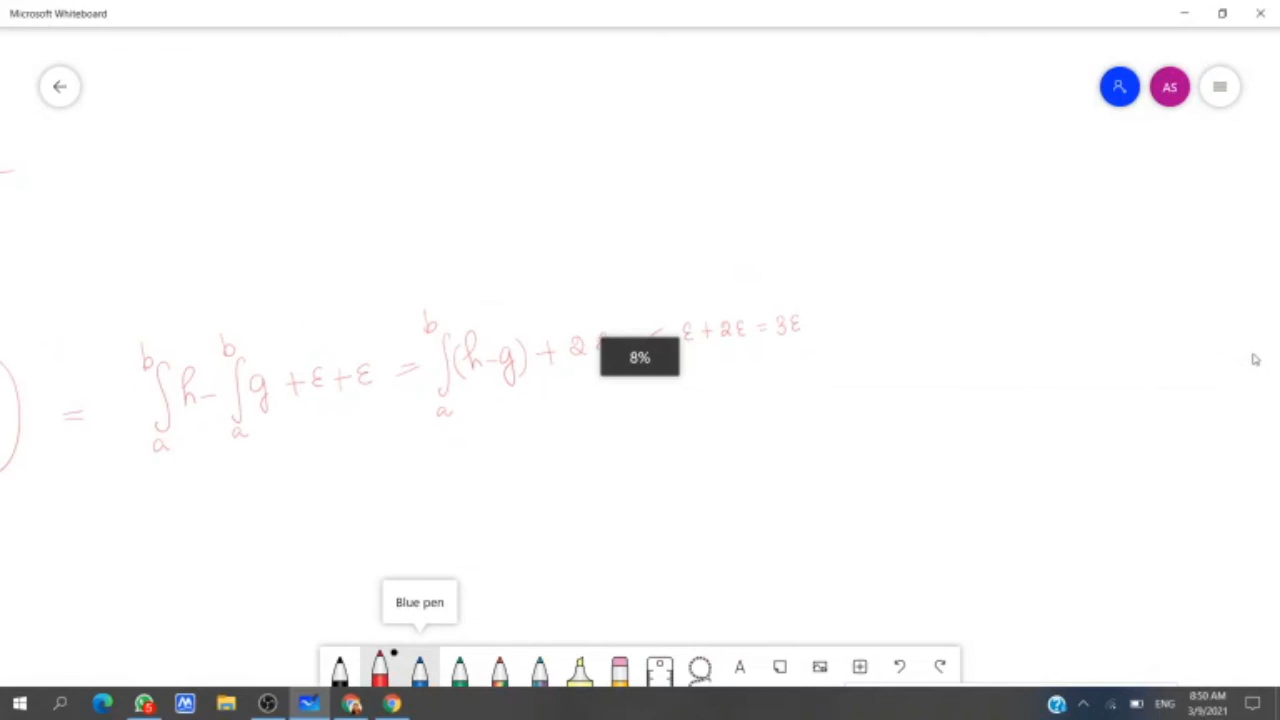 Microsoft Whiteboard
AS
= ∫_a^b h - ∫_a^b g + ε + ε = ∫_a^b (h-g) + 2
ε + 2ε = 3ε
8%
Blue pen
A
5
ENG
8:50 AM
3/9/2021